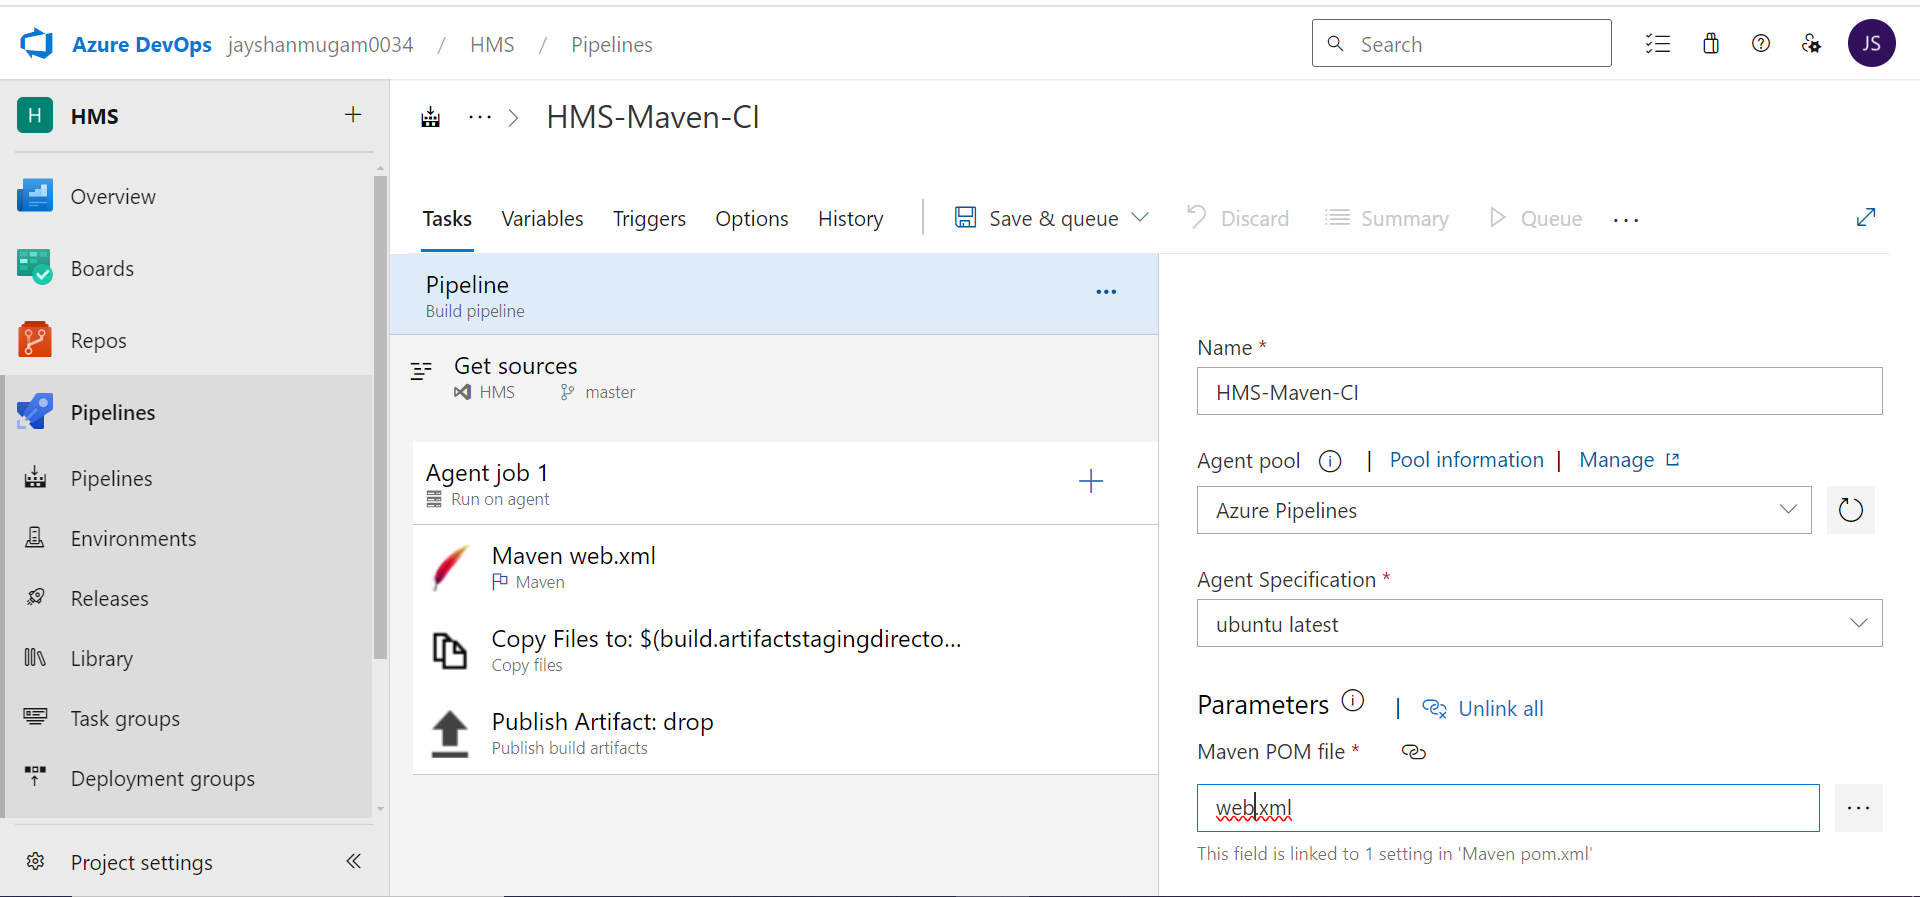 Azure DevOps jayshanmugam0034 / HMS / Pipelines
Search
JS
H HMS
Overview
Boards
Repos
Pipelines
Pipelines
Environments
Releases
Library
Task groups
Deployment groups
Project settings
··· > HMS-Maven-CI
Tasks Variables Triggers Options History Save & queue Discard Summary Queue ···
Pipeline
Build pipeline
Get sources
HMS master
Agent job 1
Run on agent
Maven web.xml
Maven
Copy Files to: $(build.artifactstagingdirecto...
Copy files
Publish Artifact: drop
Publish build artifacts
Name *
HMS-Maven-CI
Agent pool | Pool information | Manage
Azure Pipelines
Agent Specification *
ubuntu latest
Parameters | Unlink all
Maven POM file *
web.xml
This field is linked to 1 setting in 'Maven pom.xml'